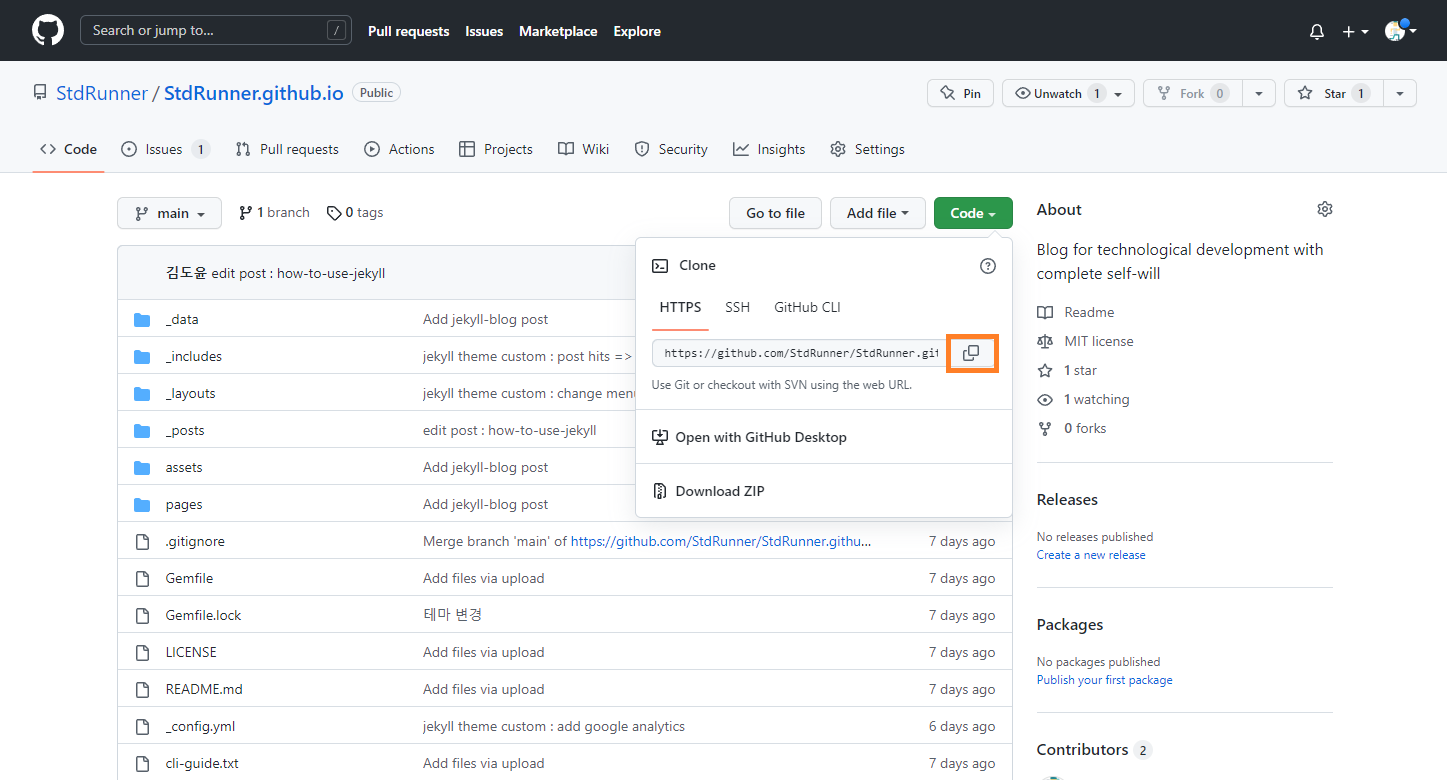 Search or jump to... /
Pull requests Issues Marketplace Explore
StdRunner / StdRunner.github.io Public
Pin Unwatch 1 Fork 0 Star 1
Code Issues 1 Pull requests Actions Projects Wiki Security Insights Settings
main 1 branch 0 tags
Go to file Add file Code
김도윤 edit post : how-to-use-jekyll
_data Add jekyll-blog post
_includes jekyll theme custom : post hits =>
_layouts jekyll theme custom : change menu
_posts edit post : how-to-use-jekyll
assets Add jekyll-blog post
pages Add jekyll-blog post
.gitignore Merge branch 'main' of https://github.com/StdRunner/StdRunner.githu... 7 days ago
Gemfile Add files via upload 7 days ago
Gemfile.lock 테마 변경 7 days ago
LICENSE Add files via upload 7 days ago
README.md Add files via upload 7 days ago
_config.yml jekyll theme custom : add google analytics 6 days ago
cli-guide.txt Add files via upload 7 days ago
Clone
HTTPS SSH GitHub CLI
https://github.com/StdRunner/StdRunner.git
Use Git or checkout with SVN using the web URL.
Open with GitHub Desktop
Download ZIP
About
Blog for technological development with
complete self-will
Readme
MIT license
1 star
1 watching
0 forks
Releases
No releases published
Create a new release
Packages
No packages published
Publish your first package
Contributors 2